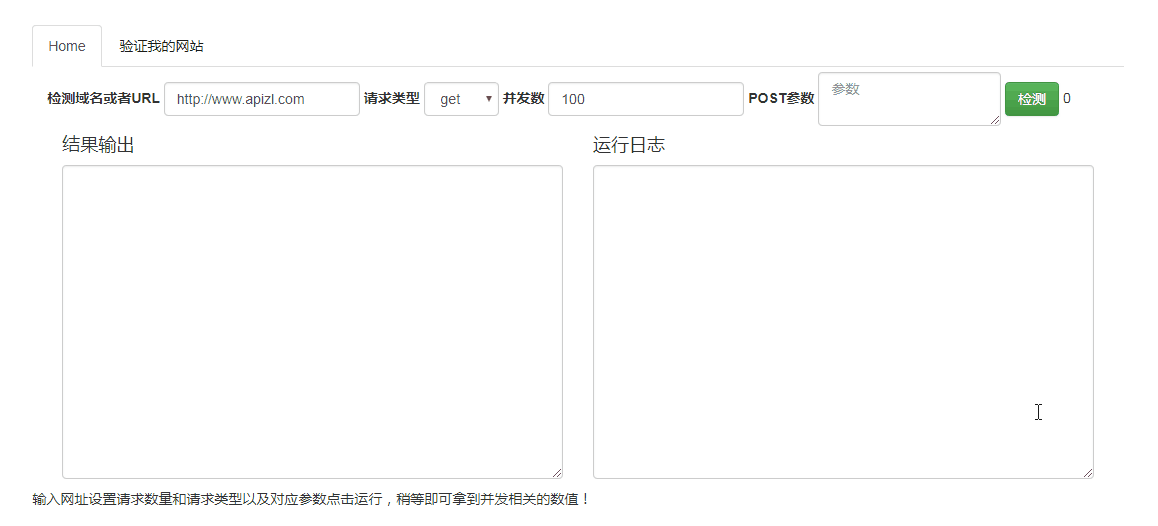 Home 验证我的网站
检测域名或者URL http://www.apizl.com 请求类型 get 并发数 100 POST参数 参数 检测 0
结果输出 运行日志
输入网址设置请求数量和请求类型以及对应参数点击运行，稍等即可拿到并发相关的数值！